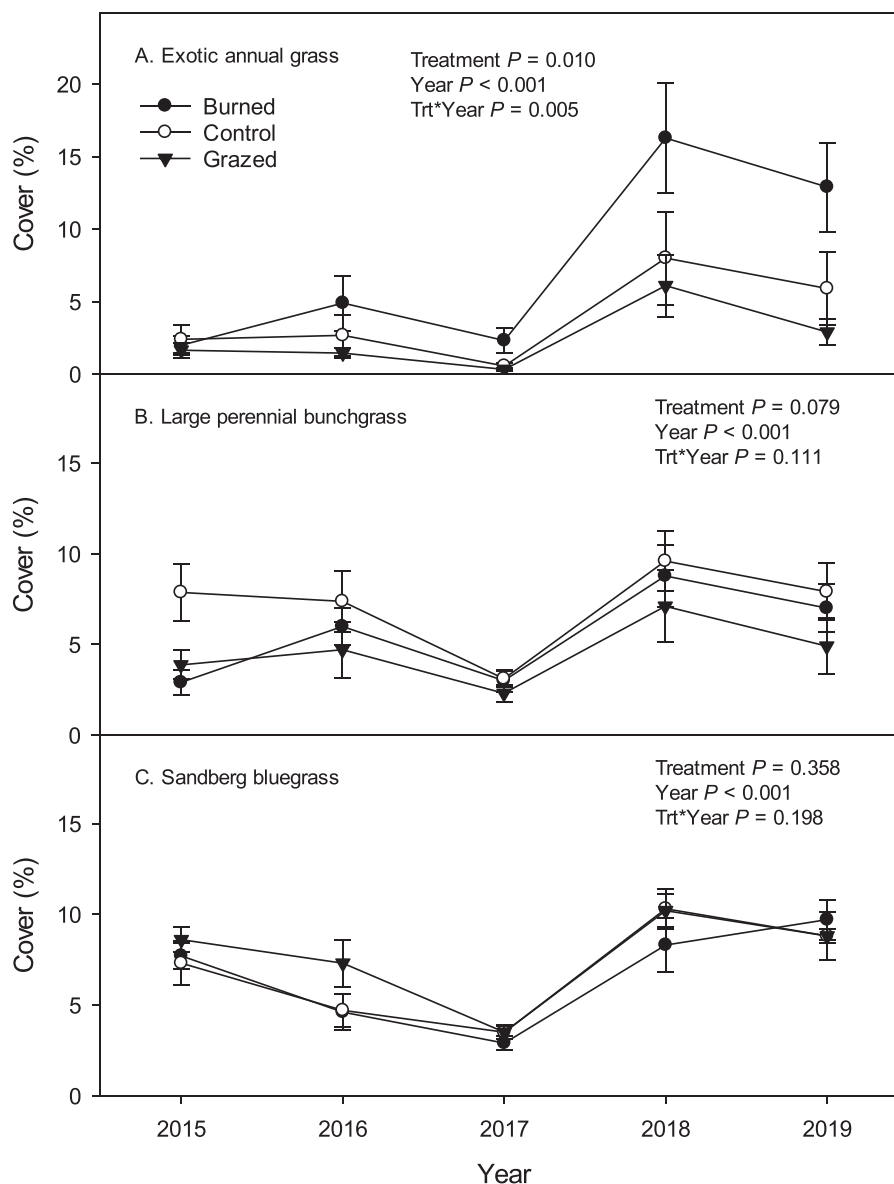 A. Exotic annual grass
Treatment P = 0.010
Year P < 0.001
Trt*Year P = 0.005
Burned
Control
Grazed
Cover (%)
20
15
10
5
0
B. Large perennial bunchgrass
Treatment P = 0.079
Year P < 0.001
Trt*Year P = 0.111
Cover (%)
15
10
5
0
C. Sandberg bluegrass
Treatment P = 0.358
Year P < 0.001
Trt*Year P = 0.198
Cover (%)
15
10
5
0
2015 2016 2017 2018 2019
Year